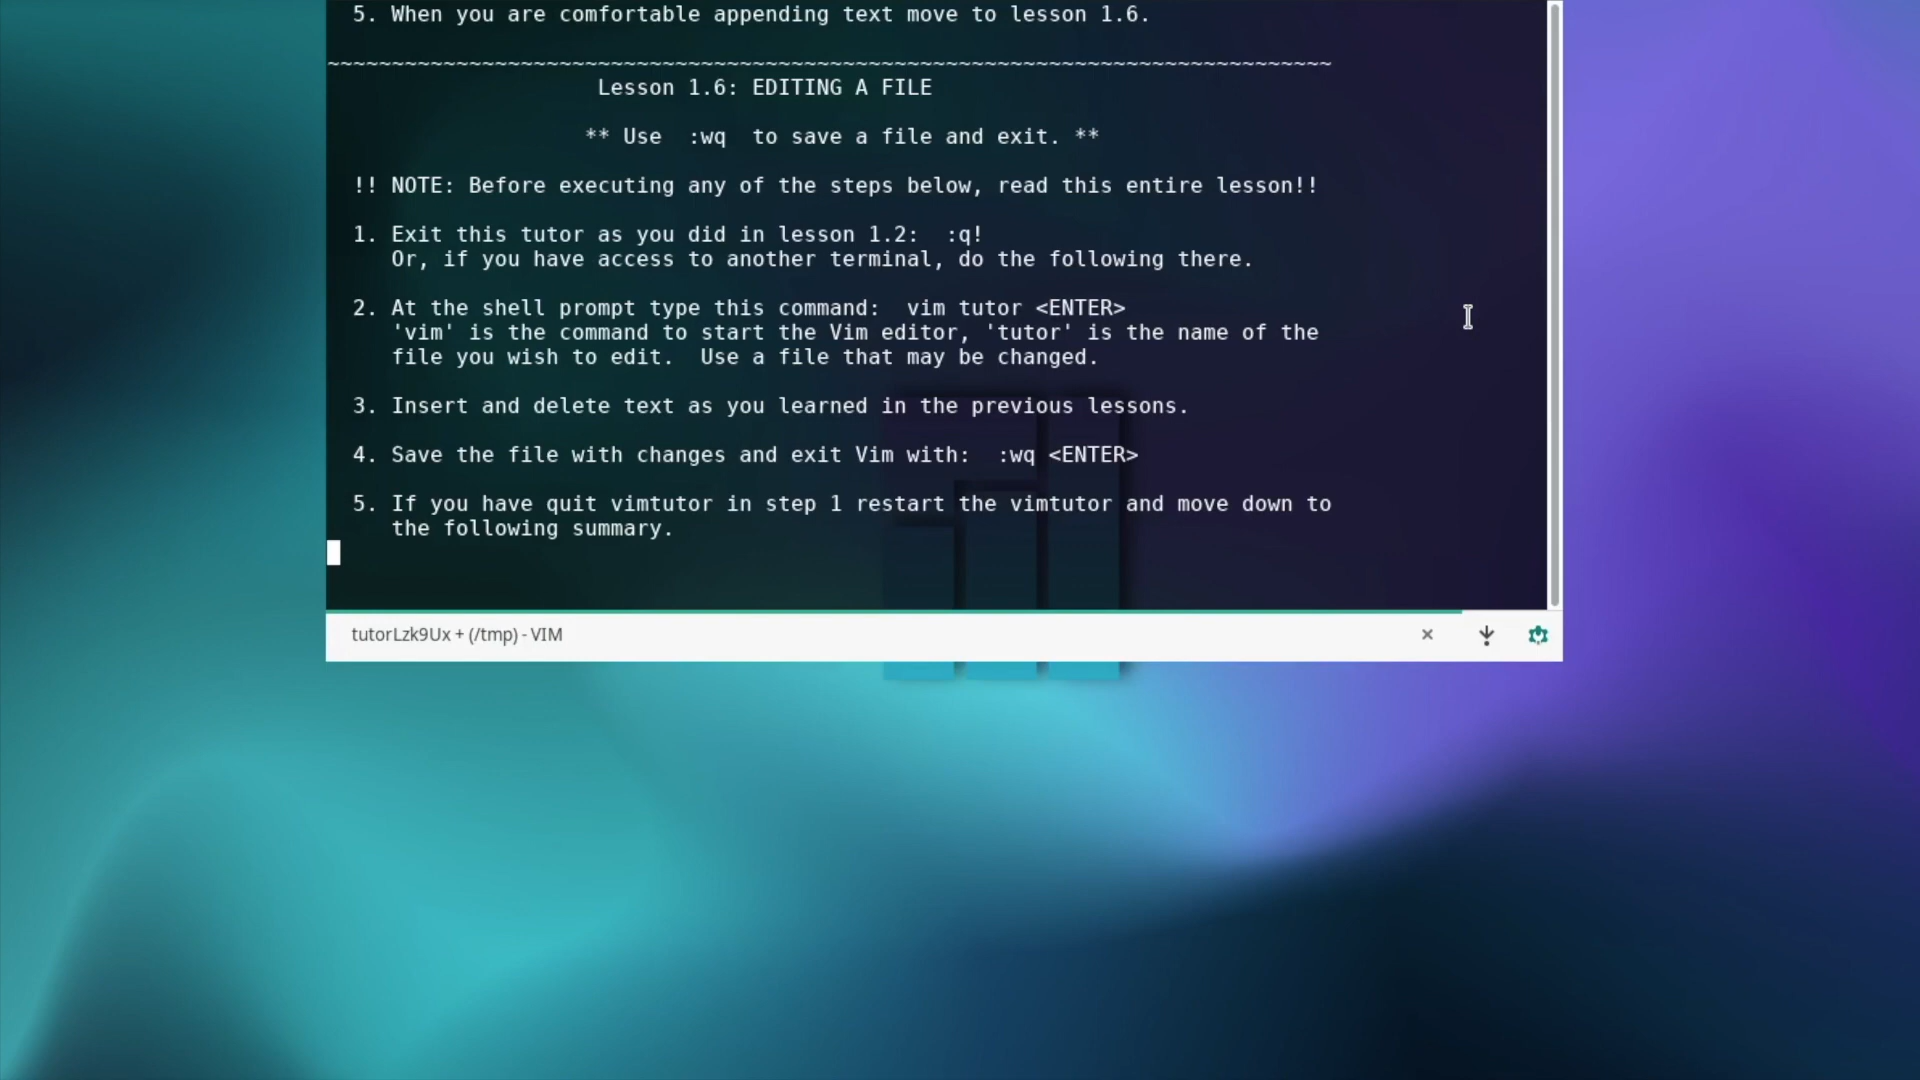 5. When you are comfortable appending text move to lesson 1.6.
~~~~~~~~~~~~~~~~~~~~~~~~~~~~~~~~~~~~~~~~~~~~~~~~~~~~~~~~~~~~~~~~~~~~~~~~~~~~~~
Lesson 1.6: EDITING A FILE
** Use  :wq  to save a file and exit. **
!! NOTE: Before executing any of the steps below, read this entire lesson!!
1. Exit this tutor as you did in lesson 1.2:  :q!
Or, if you have access to another terminal, do the following there.
2. At the shell prompt type this command:  vim tutor <ENTER>
'vim' is the command to start the Vim editor, 'tutor' is the name of the
file you wish to edit.  Use a file that may be changed.
3. Insert and delete text as you learned in the previous lessons.
4. Save the file with changes and exit Vim with:  :wq <ENTER>
5. If you have quit vimtutor in step 1 restart the vimtutor and move down to
the following summary.
tutorLzk9Ux + (/tmp) - VIM